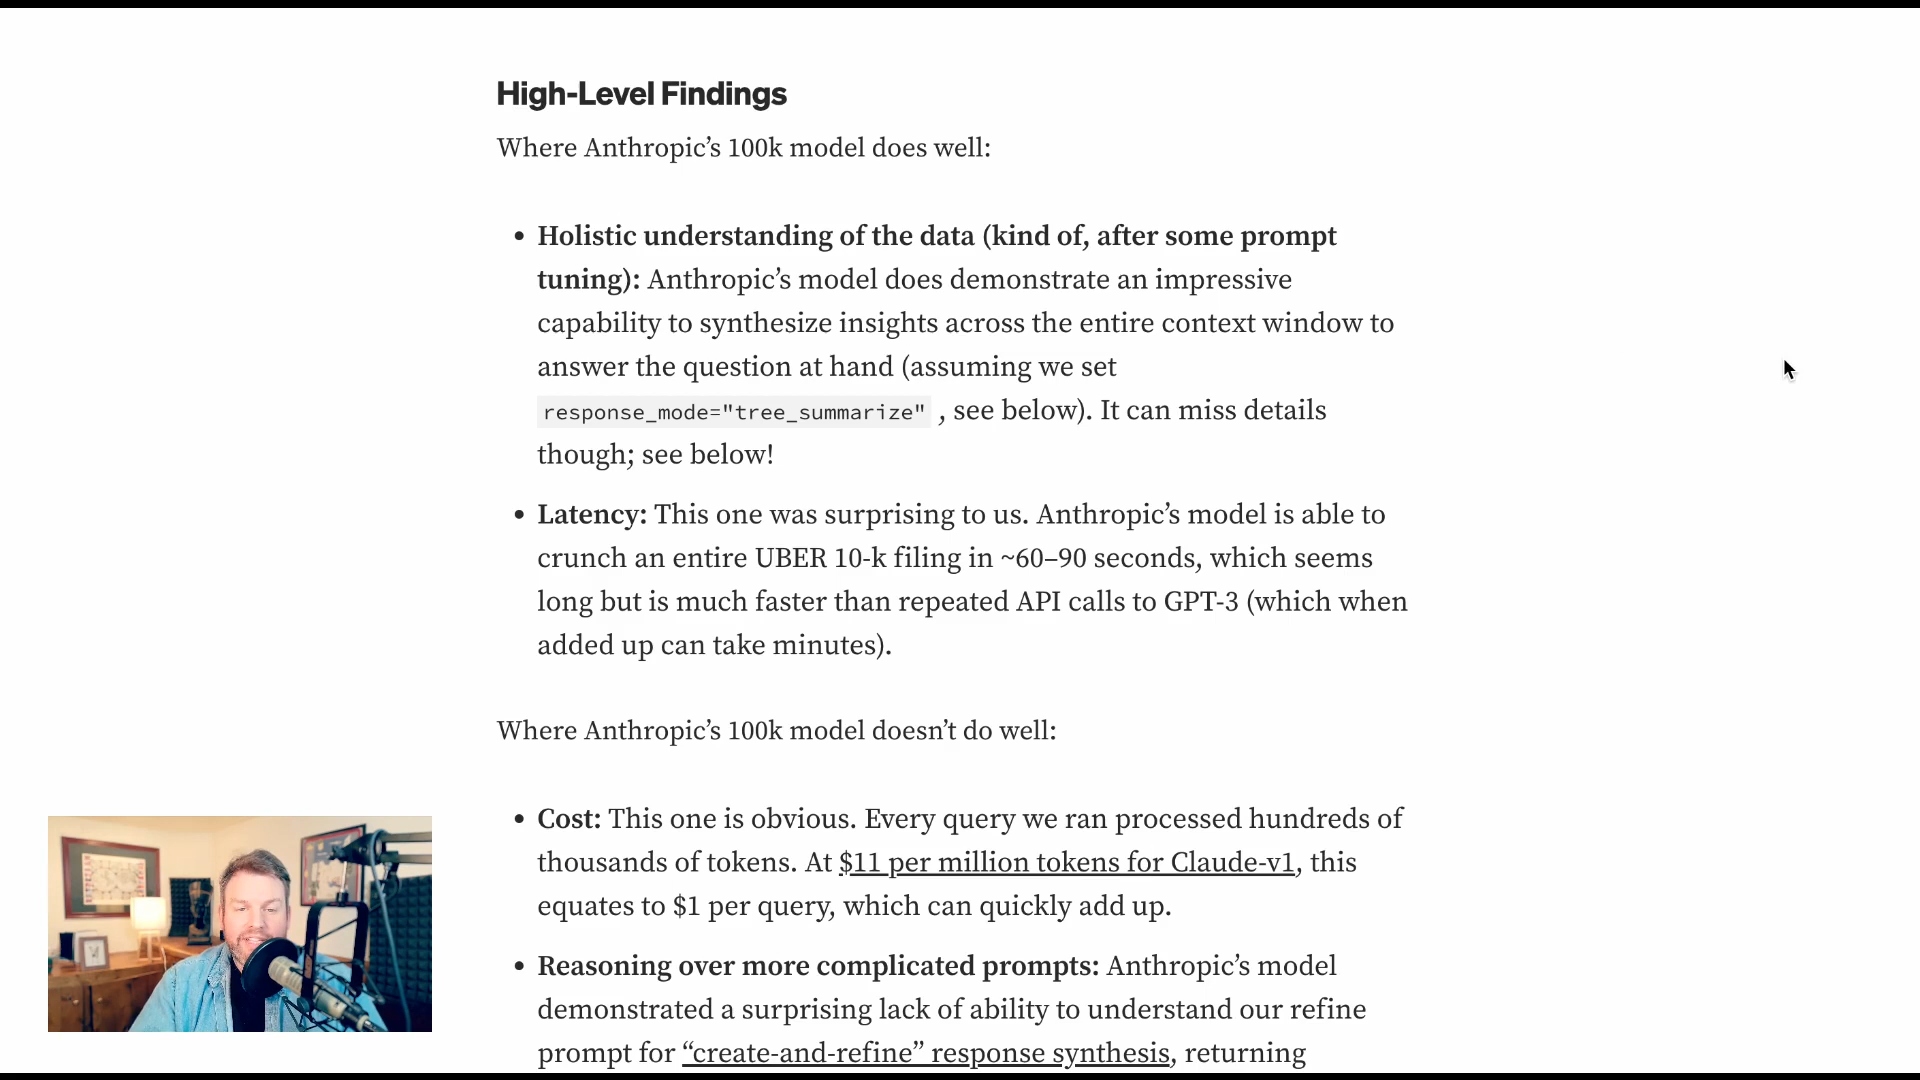 High-Level Findings
Where Anthropic’s 100k model does well:
• Holistic understanding of the data (kind of, after some prompt
tuning): Anthropic’s model does demonstrate an impressive
capability to synthesize insights across the entire context window to
answer the question at hand (assuming we set
response_mode="tree_summarize" , see below). It can miss details
though; see below!
• Latency: This one was surprising to us. Anthropic’s model is able to
crunch an entire UBER 10-k filing in ~60–90 seconds, which seems
long but is much faster than repeated API calls to GPT-3 (which when
added up can take minutes).
Where Anthropic’s 100k model doesn’t do well:
• Cost: This one is obvious. Every query we ran processed hundreds of
thousands of tokens. At $11 per million tokens for Claude-v1, this
equates to $1 per query, which can quickly add up.
• Reasoning over more complicated prompts: Anthropic’s model
demonstrated a surprising lack of ability to understand our refine
prompt for “create-and-refine” response synthesis, returning